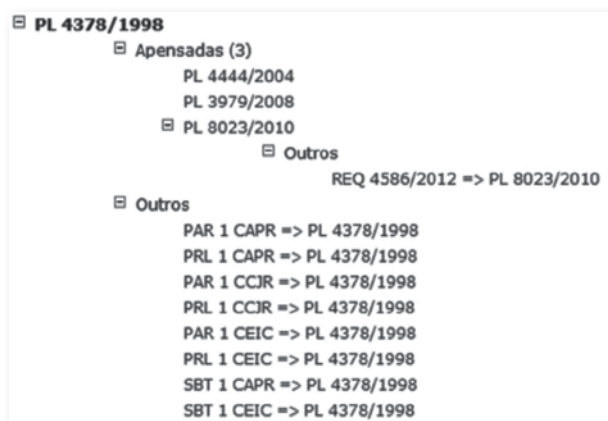 PL 4378/1998
Apensadas (3)
PL 4444/2004
PL 3979/2008
PL 8023/2010
Outros
REQ 4586/2012 => PL 8023/2010
Outros
PAR 1 CAPR => PL 4378/1998
PRL 1 CAPR => PL 4378/1998
PAR 1 CCJR => PL 4378/1998
PRL 1 CCJR => PL 4378/1998
PAR 1 CEIC => PL 4378/1998
PRL 1 CEIC => PL 4378/1998
SBT 1 CAPR => PL 4378/1998
SBT 1 CEIC => PL 4378/1998